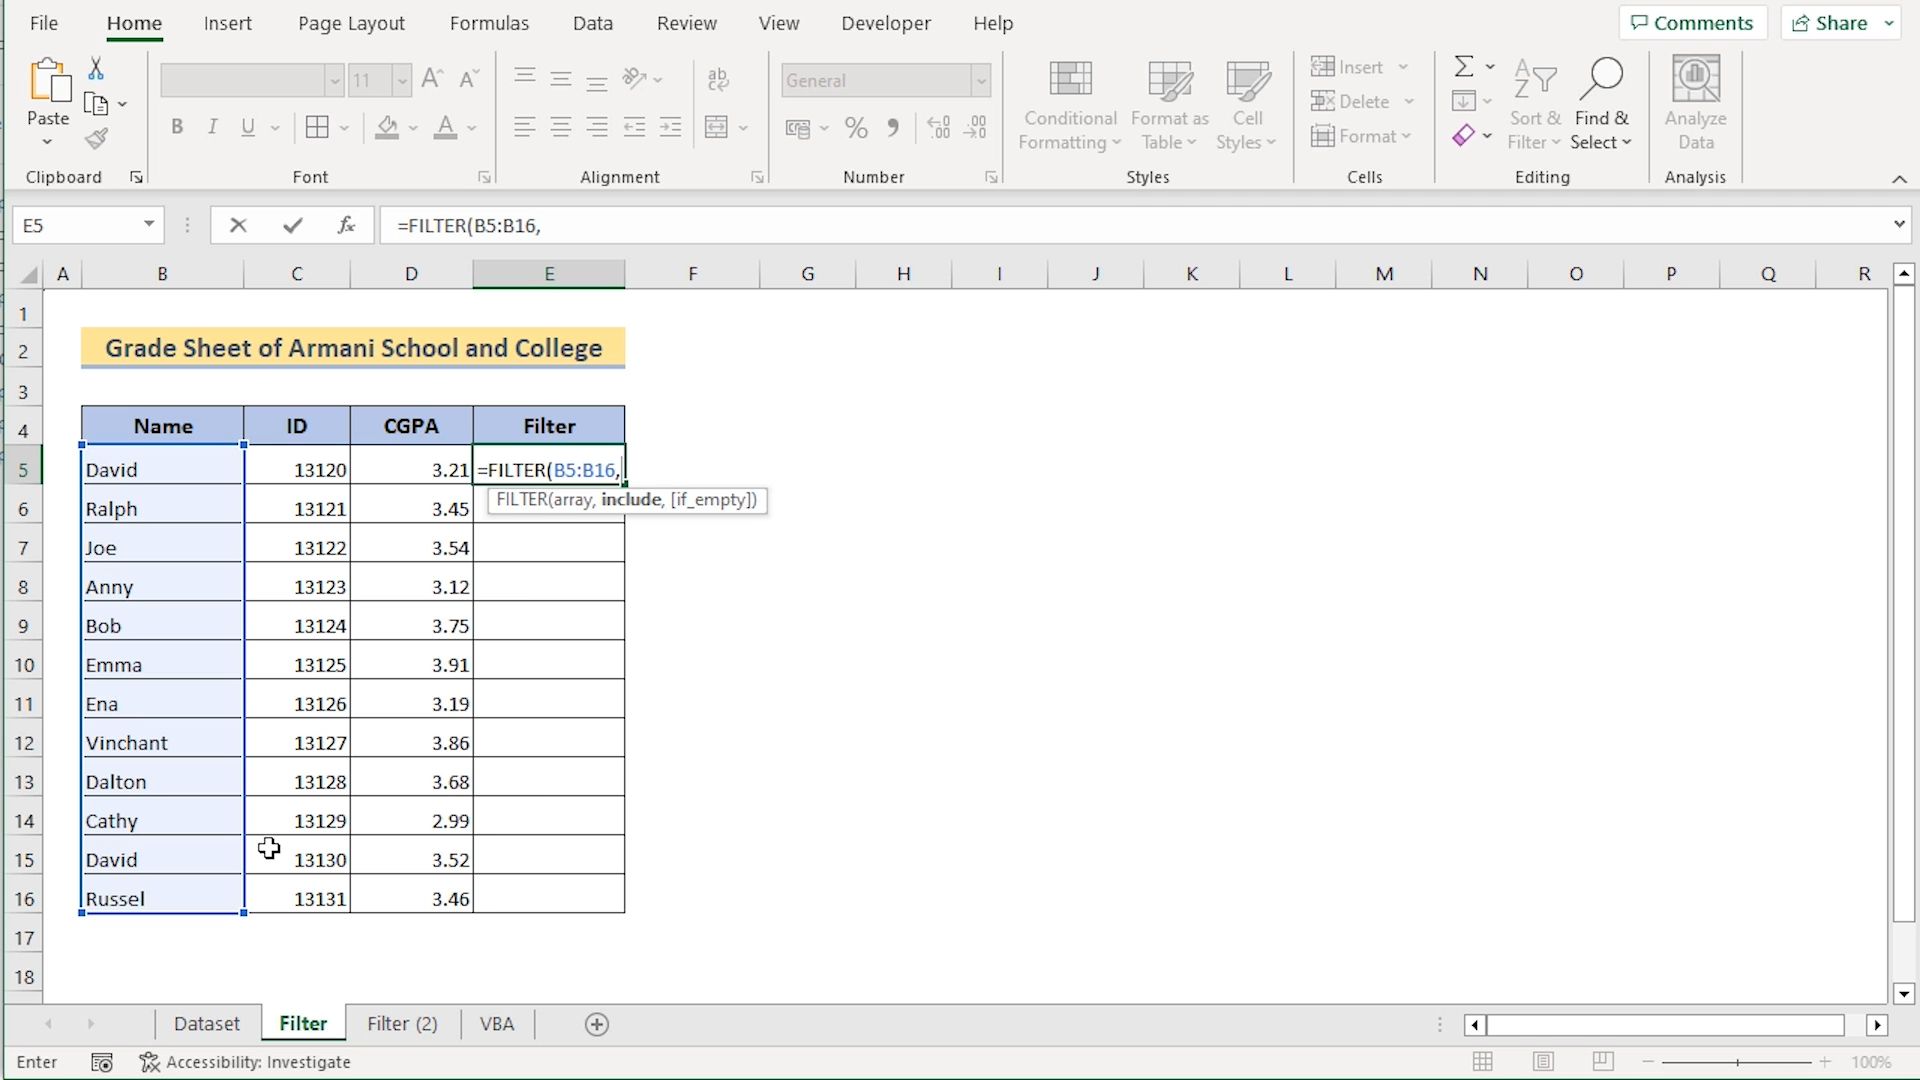 File Home Insert Page Layout Formulas Data Review View Developer Help Comments Share
11 General Insert
Paste Conditional Format as Cell Delete Sort & Find & Analyze
B I U Formatting Table Styles Format Filter Select Data
Clipboard Font Alignment Number Styles Cells Editing Analysis
E5 fx =FILTER(B5:B16,
A B C D E F G H I J K L M N O P Q R
1
2 Grade Sheet of Armani School and College
3
4 Name ID CGPA Filter
5 David 13120 3.21 =FILTER(B5:B16,
FILTER(array, include, [if_empty])
6 Ralph 13121 3.45
7 Joe 13122 3.54
8 Anny 13123 3.12
9 Bob 13124 3.75
10 Emma 13125 3.91
11 Ena 13126 3.19
12 Vinchant 13127 3.86
13 Dalton 13128 3.68
14 Cathy 13129 2.99
15 David 13130 3.52
16 Russel 13131 3.46
17
18
Dataset Filter Filter (2) VBA
Enter Accessibility: Investigate 100%